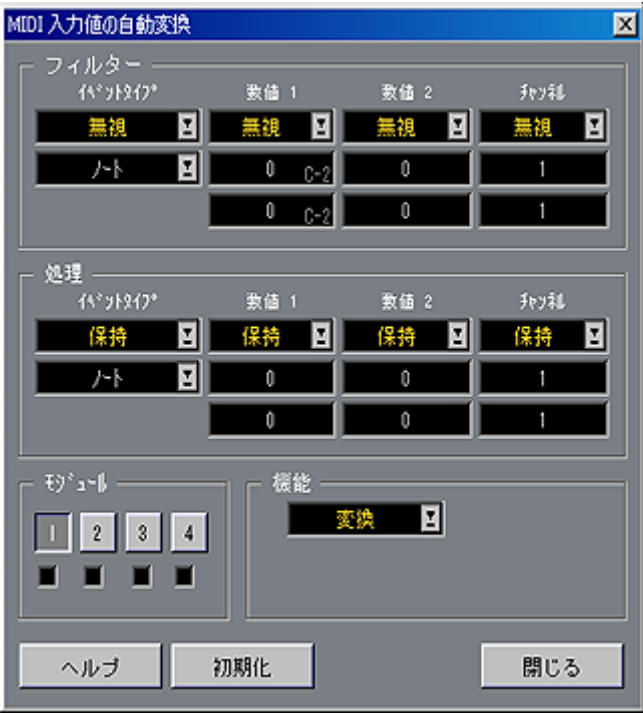 MIDI 入力値の自動変換
フィルター
ｲﾍﾞﾝﾄﾀｲﾌﾟ 数値 1 数値 2 ﾁｬﾝﾈﾙ
無視 無視 無視 無視
ﾉｰﾄ 0 C-2 0 1
0 C-2 0 1
処理
ｲﾍﾞﾝﾄﾀｲﾌﾟ 数値 1 数値 2 ﾁｬﾝﾈﾙ
保持 保持 保持 保持
ﾉｰﾄ 0 0 1
0 0 1
ﾓｼﾞｭｰﾙ 機能
1 2 3 4 変換
ヘルプ 初期化 閉じる